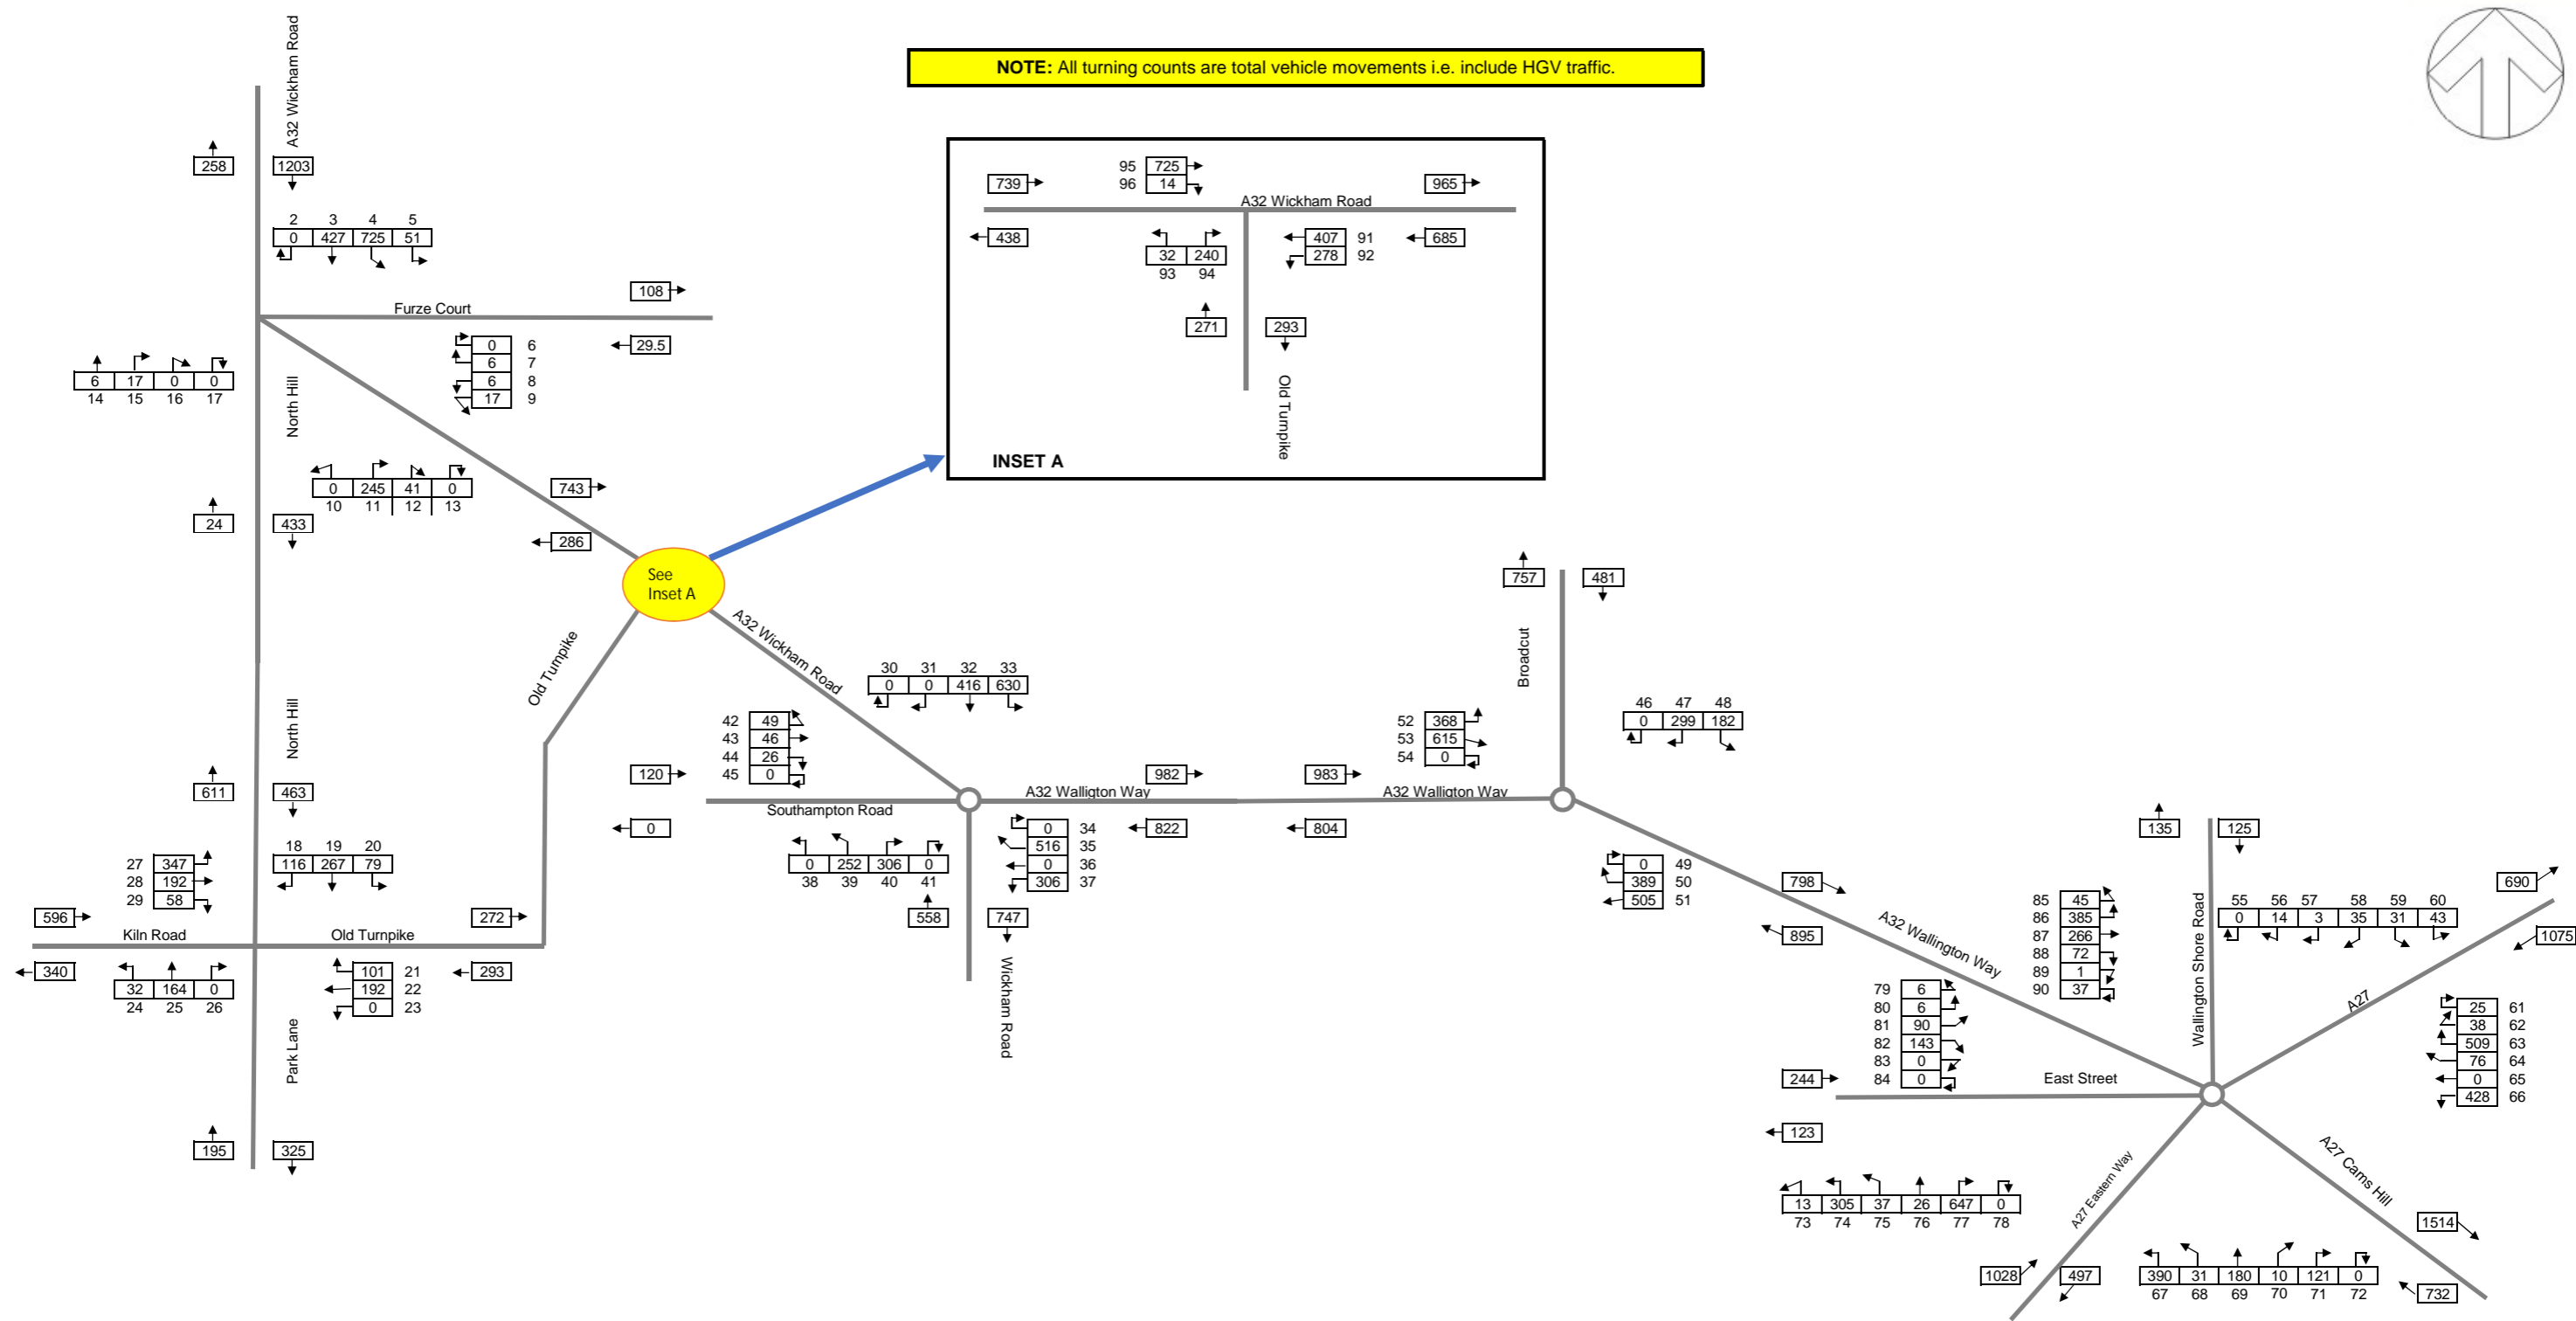 NOTE: All turning counts are total vehicle movements i.e. include HGV traffic.
A32 Wickham Road
258
1203
2 3 4 5
0 427 725 51
Furze Court
108
29.5
0 6
6 7
6 8
17 9
6 17 0 0
14 15 16 17
North Hill
0 245 41 0
10 11 12 13
24
433
743
286
See
Inset A
739
95 725
96 14
965
A32 Wickham Road
438
32 240
93 94
407 91
278 92
685
271
293
Old Turnpike
INSET A
Old Turnpike
A32 Wickham Road
North Hill
611
463
18 19 20
116 267 79
27 347
28 192
29 58
596
272
Kiln Road
Old Turnpike
340
32 164 0
24 25 26
101 21
192 22
0 23
293
Park Lane
195
325
30 31 32 33
0 0 416 630
42 49
43 46
44 26
45 0
120
982
983
Southampton Road
A32 Walligton Way
A32 Walligton Way
0
0 252 306 0
38 39 40 41
0 34
516 35
0 36
306 37
822
804
558
747
Wickham Road
757
481
Broadcut
46 47 48
0 299 182
52 368
53 615
54 0
0 49
389 50
505 51
798
895
A32 Wallington Way
135
125
Wallington Shore Road
55 56 57 58 59 60
0 14 3 35 31 43
85 45
86 385
87 266
88 72
89 1
90 37
690
1075
A27
79 6
80 6
81 90
82 143
83 0
84 0
25 61
38 62
509 63
76 64
0 65
428 66
244
East Street
123
13 305 37 26 647 0
73 74 75 76 77 78
A27 Eastern Way
A27 Cams Hill
1028
497
390 31 180 10 121 0
67 68 69 70 71 72
1514
732